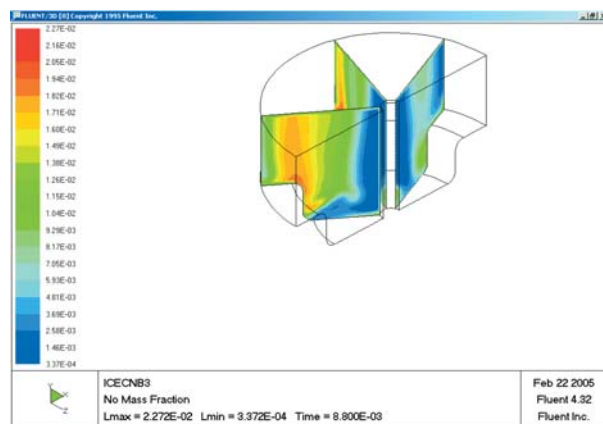 FLUENT/3D [0] Copyright 1995 Fluent Inc.
2.27E-02
2.16E-02
2.05E-02
1.94E-02
1.82E-02
1.71E-02
1.60E-02
1.49E-02
1.38E-02
1.26E-02
1.15E-02
1.04E-02
9.29E-03
8.17E-03
7.05E-03
5.93E-03
4.81E-03
3.69E-03
2.58E-03
1.46E-03
3.37E-04
Y
X
Z
ICECNB3
No Mass Fraction
Lmax = 2.272E-02 Lmin = 3.372E-04 Time = 8.800E-03
Feb 22 2005
Fluent 4.32
Fluent Inc.